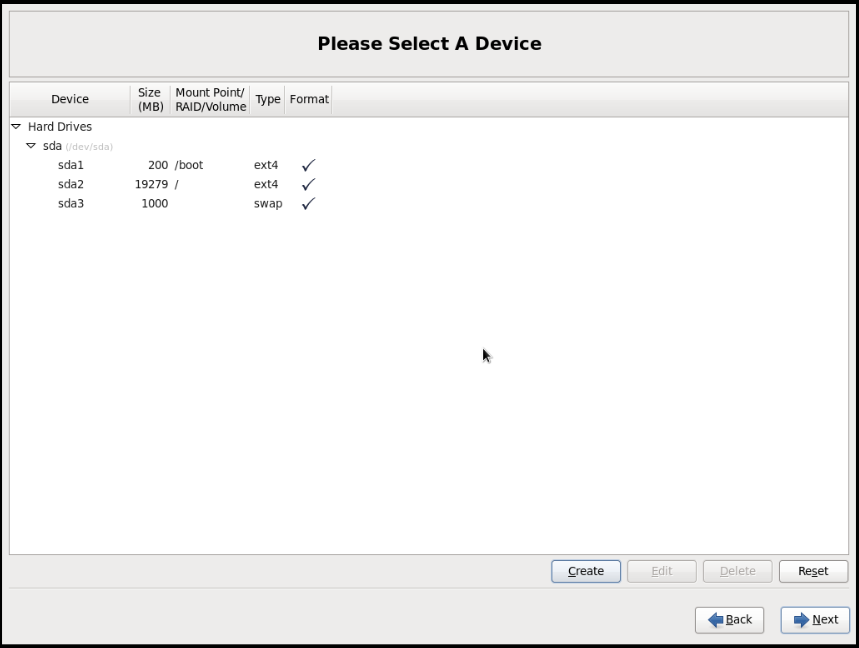 Please Select A Device
Device Size (MB) Mount Point/ RAID/Volume Type Format
Hard Drives
sda (/dev/sda)
sda1 200 /boot ext4
sda2 19279 / ext4
sda3 1000 swap
Create Edit Delete Reset
Back Next